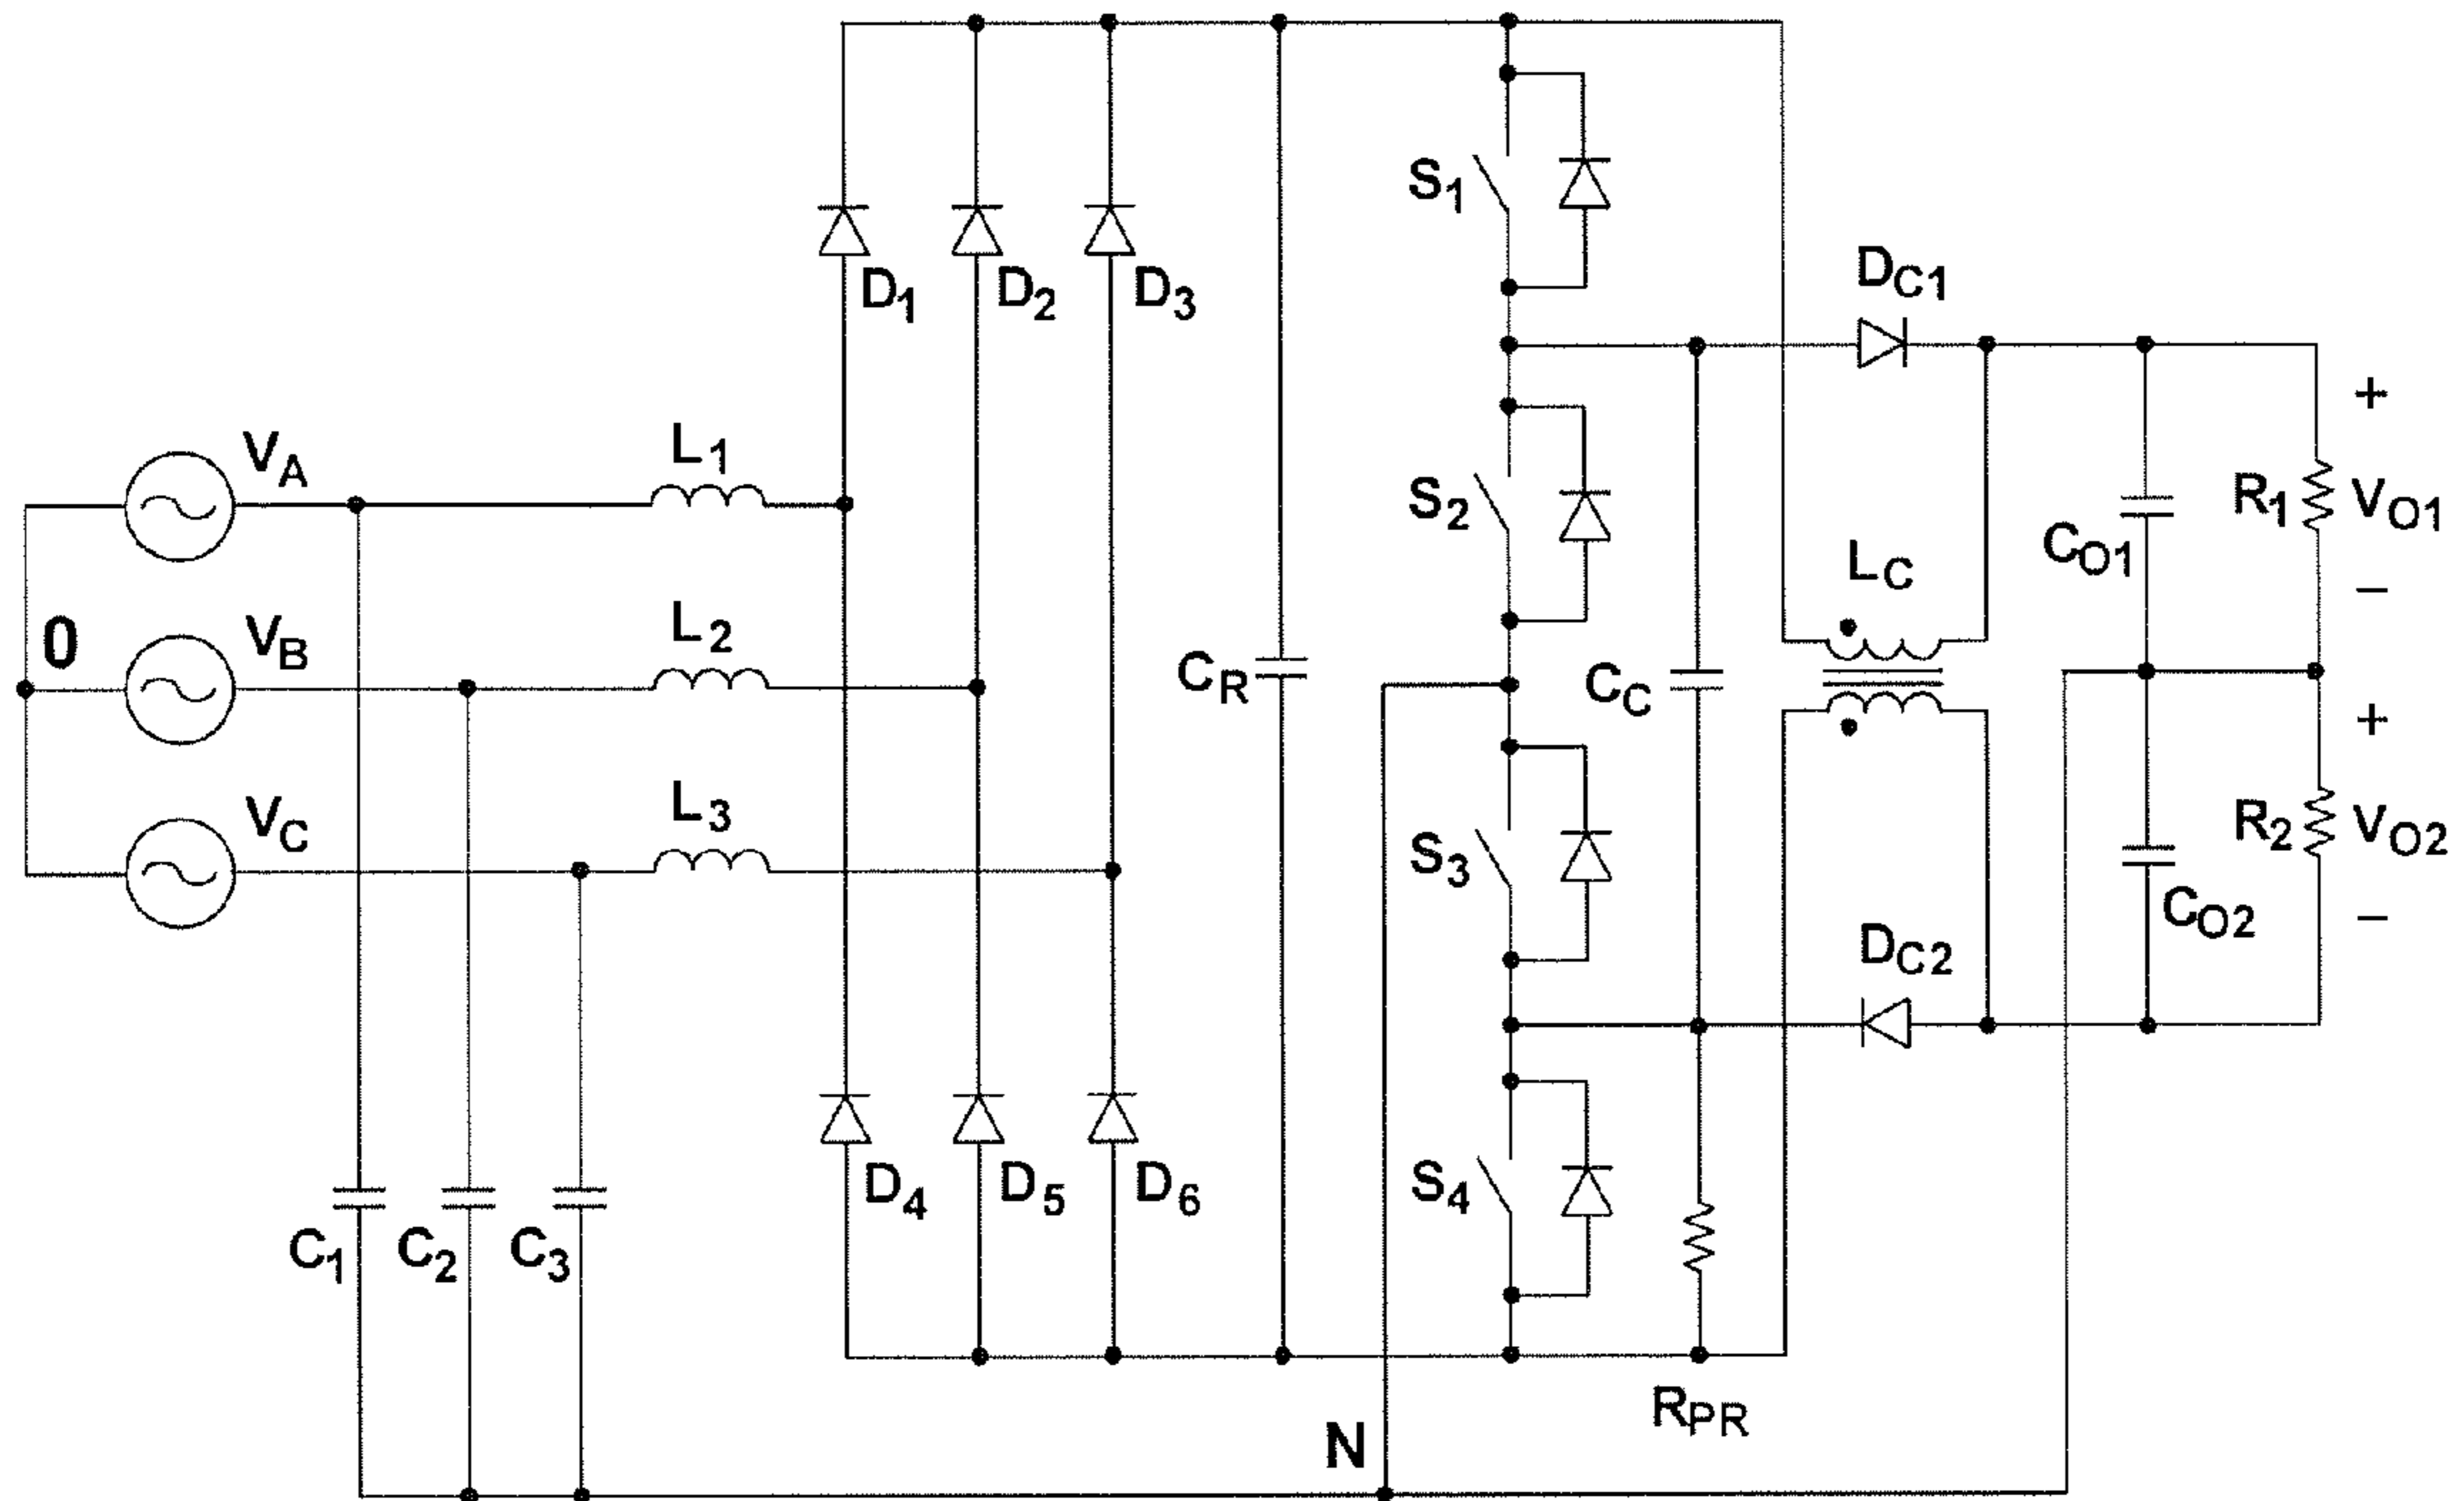 S1
DC1
D1
D2
D3
VA
L1
S2
R1
VO1
+
−
CO1
LC
0
VB
L2
CR
CC
+
VC
L3
S3
R2
VO2
−
CO2
DC2
D4
D5
D6
S4
C1
C2
C3
RPR
N